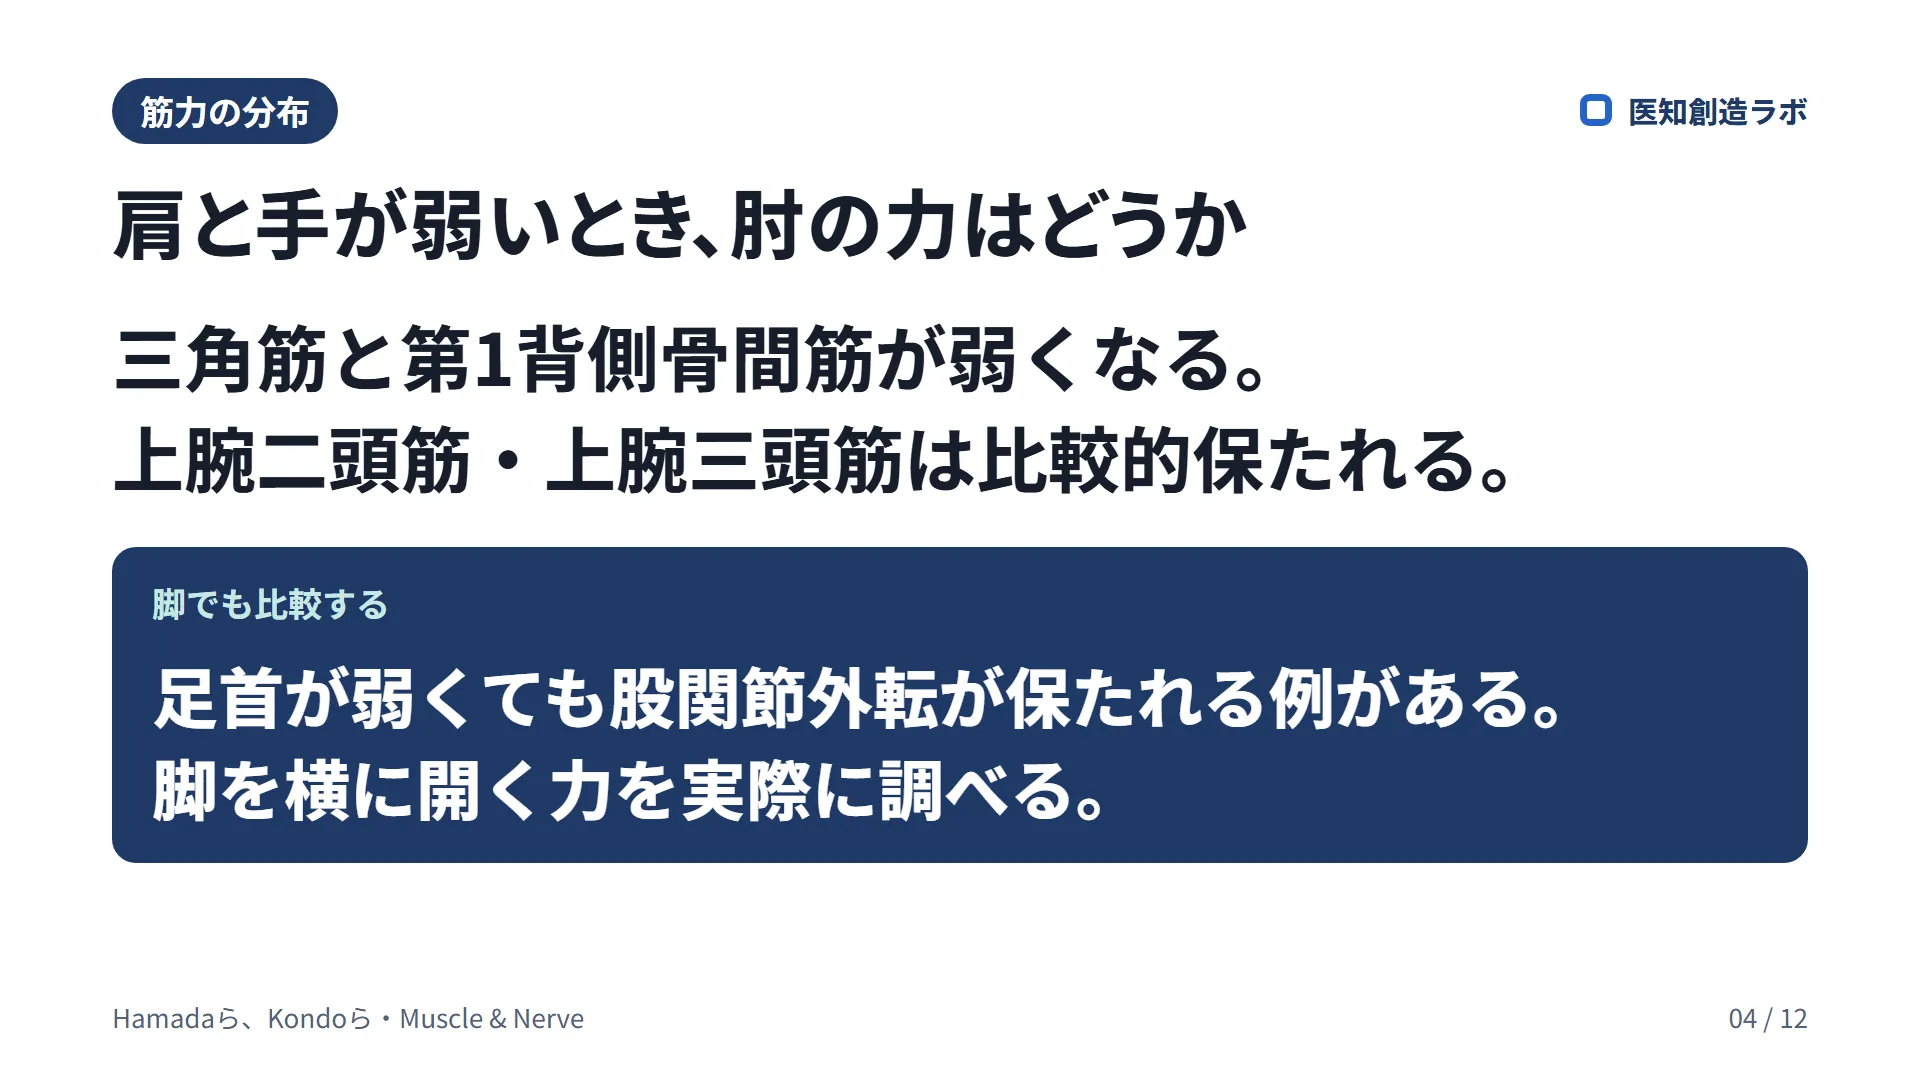 筋力の分布
医知創造ラボ
肩と手が弱いとき、肘の力はどうか
三角筋と第1背側骨間筋が弱くなる。
上腕二頭筋・上腕三頭筋は比較的保たれる。
脚でも比較する
足首が弱くても股関節外転が保たれる例がある。
脚を横に開く力を実際に調べる。
Hamadaら、Kondoら・Muscle & Nerve
04 / 12